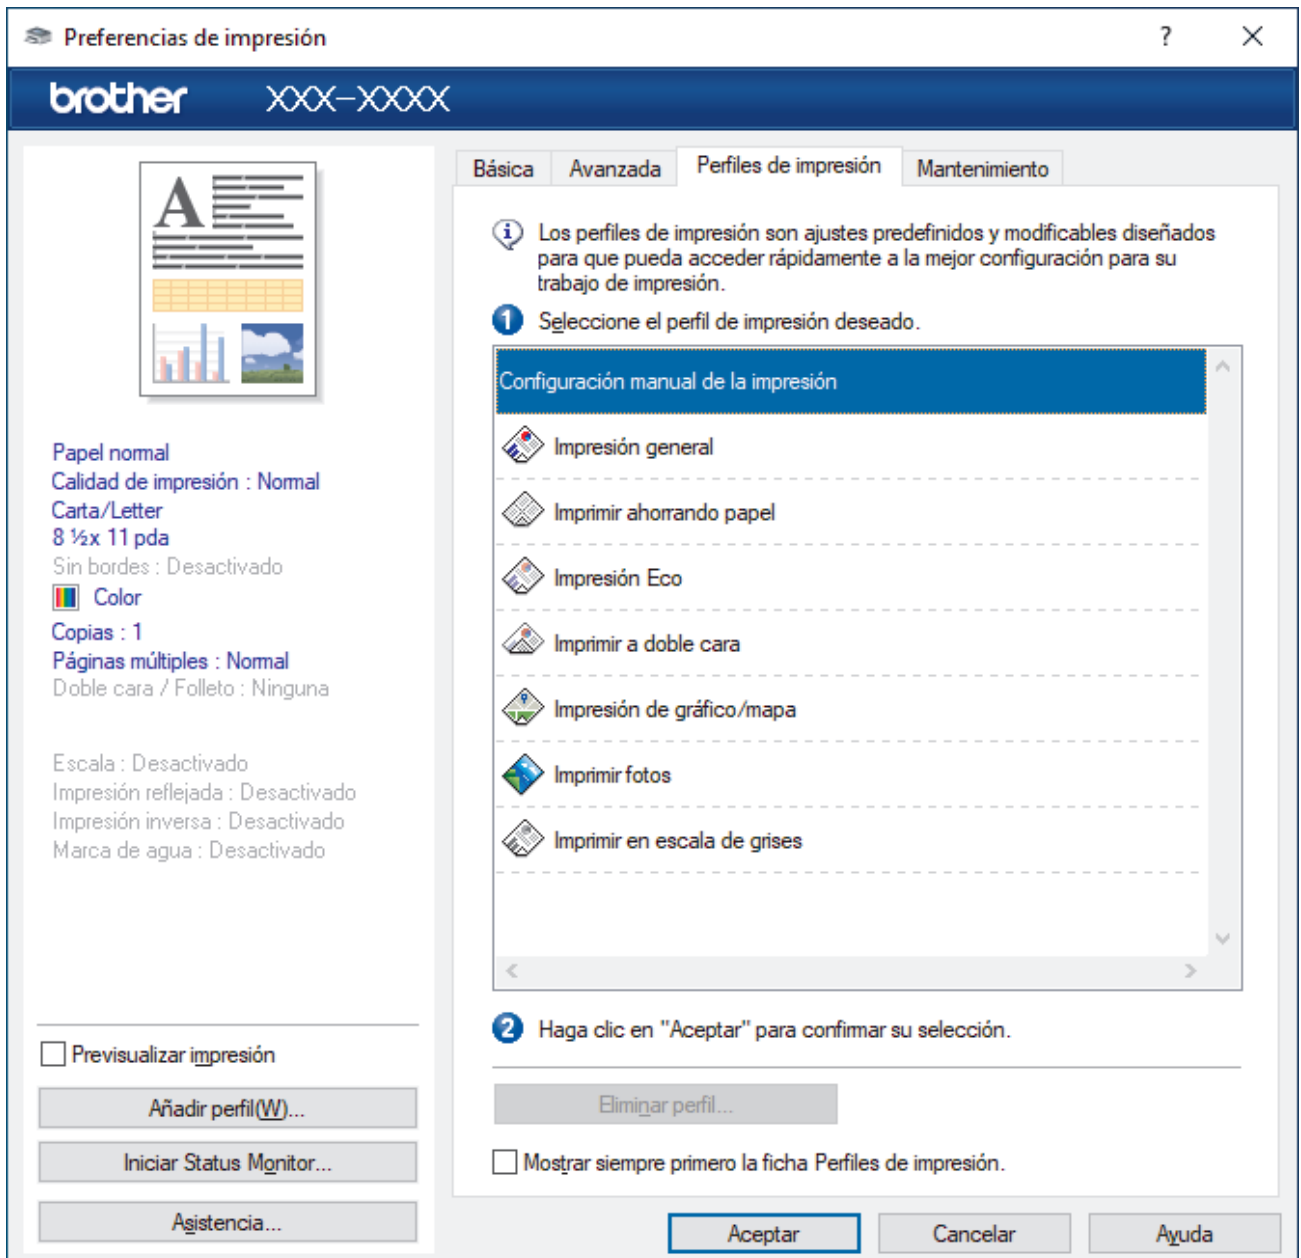 Preferencias de impresión
?
brother XXX-XXXX
A
Papel normal
Calidad de impresión : Normal
Carta/Letter
8 ½x 11 pda
Sin bordes : Desactivado
Color
Copias : 1
Páginas múltiples : Normal
Doble cara / Folleto : Ninguna
Escala : Desactivado
Impresión reflejada : Desactivado
Impresión inversa : Desactivado
Marca de agua : Desactivado
Previsualizar impresión
Añadir perfil(W)...
Iniciar Status Monitor...
Asistencia...
Básica
Avanzada
Perfiles de impresión
Mantenimiento
Los perfiles de impresión son ajustes predefinidos y modificables diseñados
para que pueda acceder rápidamente a la mejor configuración para su
trabajo de impresión.
1 Seleccione el perfil de impresión deseado.
Configuración manual de la impresión
Impresión general
Imprimir ahorrando papel
Impresión Eco
Imprimir a doble cara
Impresión de gráfico/mapa
Imprimir fotos
Imprimir en escala de grises
2 Haga clic en "Aceptar" para confirmar su selección.
Eliminar perfil...
Mostrar siempre primero la ficha Perfiles de impresión.
Aceptar
Cancelar
Ayuda